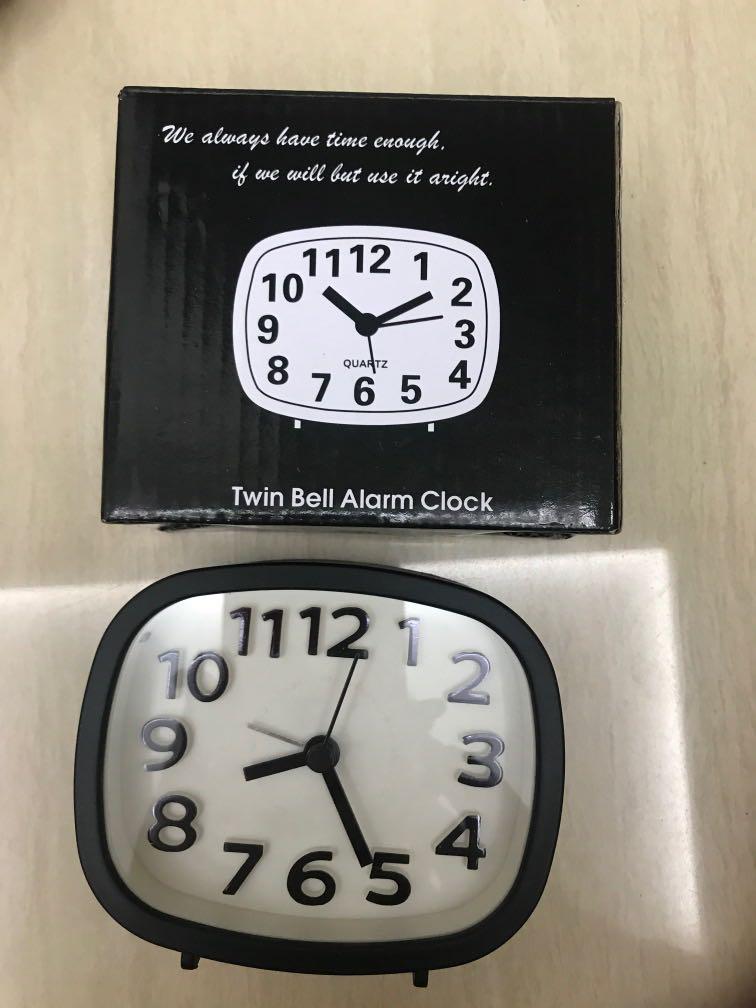 We always have time enough,
if we will but use it aright.
11 12 1
10 2
9 3
QUARTZ
8 4
7 6 5
Twin Bell Alarm Clock
11 12 1
10 2
9 3
8 4
7 6 5